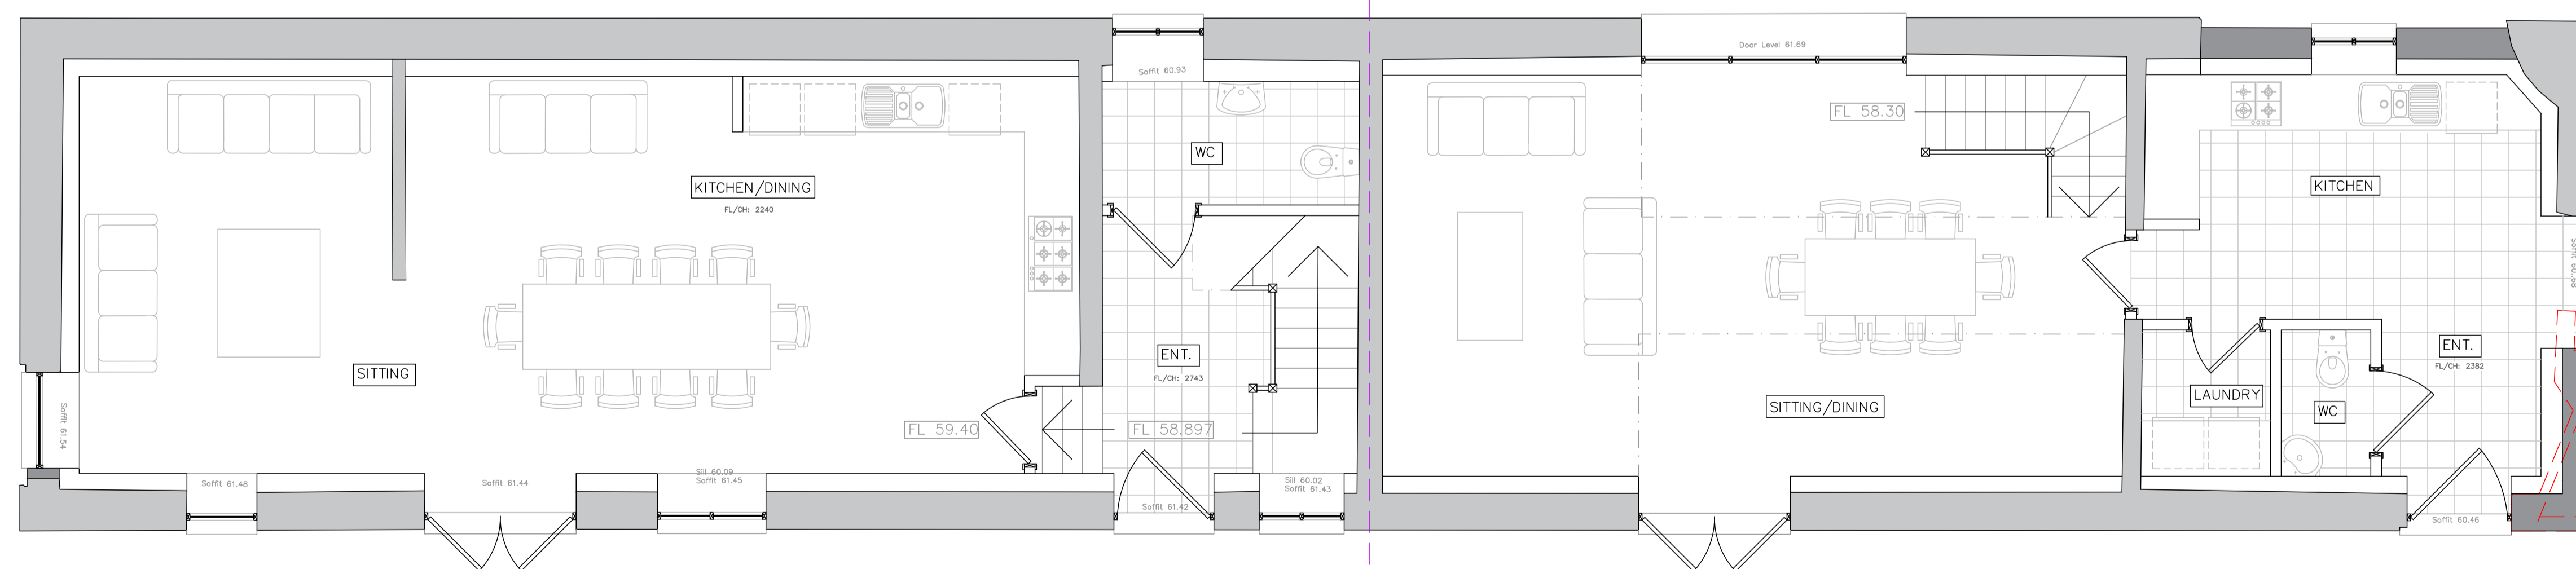 Soffit 60.93
Door Level 61.69
FL 58.30
WC
KITCHEN/DINING
FL/CH: 2240
KITCHEN
Soffit 60.68
ENT.
FL/CH: 2743
ENT.
FL/CH: 2382
SITTING
LAUNDRY
SITTING/DINING
WC
Soffit 61.54
FL 59.40
FL 58.897
Soffit 61.48
Soffit 61.44
Sill 60.09
Soffit 61.45
Sill 60.02
Soffit 61.43
Soffit 61.42
Soffit 60.46